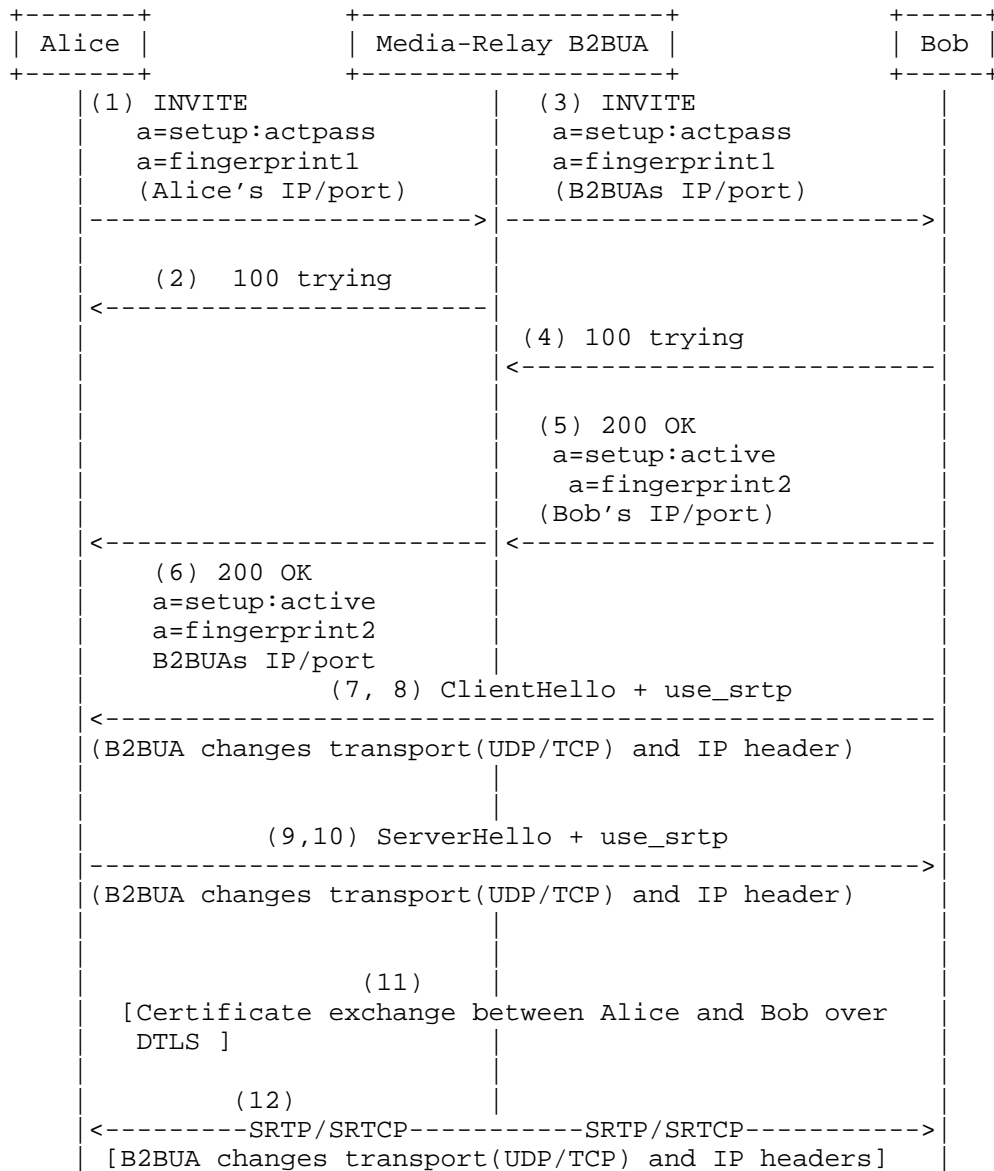 Alice Media-Relay B2BUA Bob
(1) INVITE (3) INVITE
a=setup:actpass a=setup:actpass
a=fingerprint1 a=fingerprint1
(Alice's IP/port) (B2BUAs IP/port)
(2) 100 trying
(4) 100 trying
(5) 200 OK
a=setup:active
a=fingerprint2
(Bob's IP/port)
(6) 200 OK
a=setup:active
a=fingerprint2
B2BUAs IP/port
(7, 8) ClientHello + use_srtp
(B2BUA changes transport(UDP/TCP) and IP header)
(9,10) ServerHello + use_srtp
(B2BUA changes transport(UDP/TCP) and IP header)
(11)
[Certificate exchange between Alice and Bob over
DTLS ]
(12)
SRTP/SRTCP SRTP/SRTCP
[B2BUA changes transport(UDP/TCP) and IP headers]